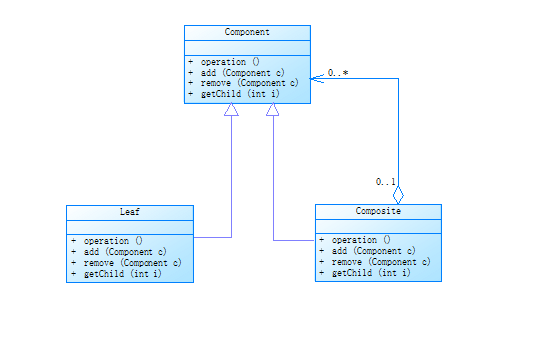 Component
+ operation ()
+ add (Component c)
+ remove (Component c)
+ getChild (int i)
0..*
0..1
Leaf
+ operation ()
+ add (Component c)
+ remove (Component c)
+ getChild (int i)
Composite
+ operation ()
+ add (Component c)
+ remove (Component c)
+ getChild (int i)